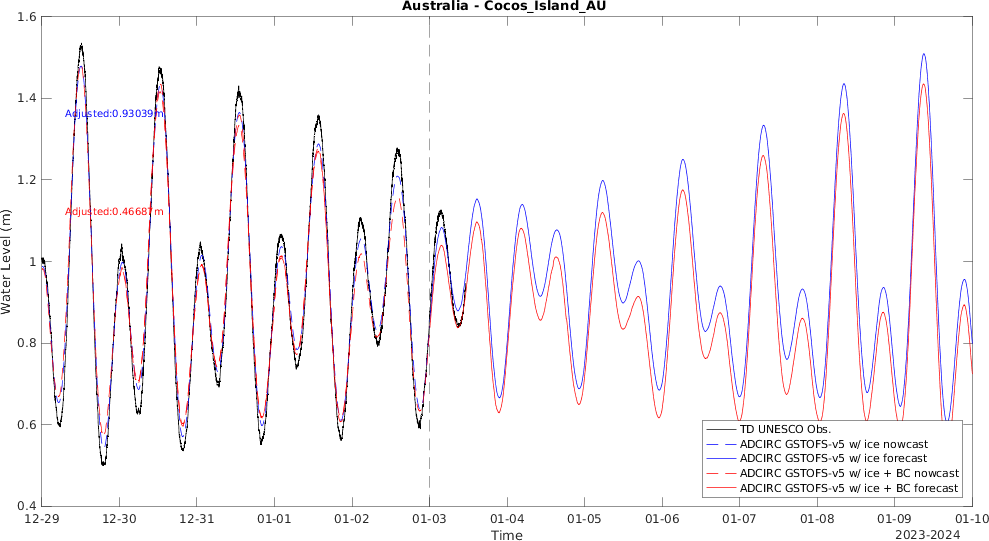 Australia - Cocos_Island_AU
Water Level (m)
1.6
1.4
1.2
1
0.8
0.6
0.4
Adjusted:0.93039m
Adjusted:0.46687m
TD UNESCO Obs.
ADCIRC GSTOFS-v5 w/ ice nowcast
ADCIRC GSTOFS-v5 w/ ice forecast
ADCIRC GSTOFS-v5 w/ ice + BC nowcast
ADCIRC GSTOFS-v5 w/ ice + BC forecast
12-29 12-30 12-31 01-01 01-02 01-03 01-04 01-05 01-06 01-07 01-08 01-09 01-10
Time
2023-2024